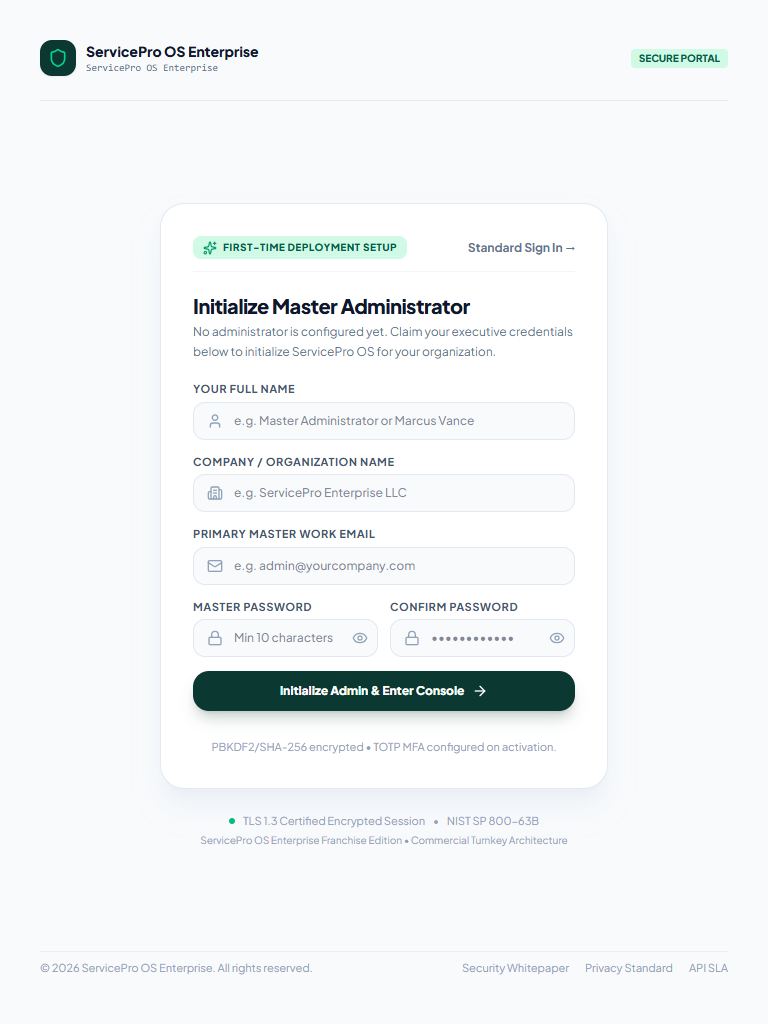 ServicePro OS Enterprise
ServicePro OS Enterprise
SECURE PORTAL
FIRST-TIME DEPLOYMENT SETUP
Standard Sign In →
Initialize Master Administrator
No administrator is configured yet. Claim your executive credentials
below to initialize ServicePro OS for your organization.
YOUR FULL NAME
e.g. Master Administrator or Marcus Vance
COMPANY / ORGANIZATION NAME
e.g. ServicePro Enterprise LLC
PRIMARY MASTER WORK EMAIL
e.g. admin@yourcompany.com
MASTER PASSWORD
CONFIRM PASSWORD
Min 10 characters
••••••••••••
Initialize Admin & Enter Console →
PBKDF2/SHA-256 encrypted • TOTP MFA configured on activation.
TLS 1.3 Certified Encrypted Session • NIST SP 800-63B
ServicePro OS Enterprise Franchise Edition • Commercial Turnkey Architecture
© 2026 ServicePro OS Enterprise. All rights reserved.
Security Whitepaper Privacy Standard API SLA